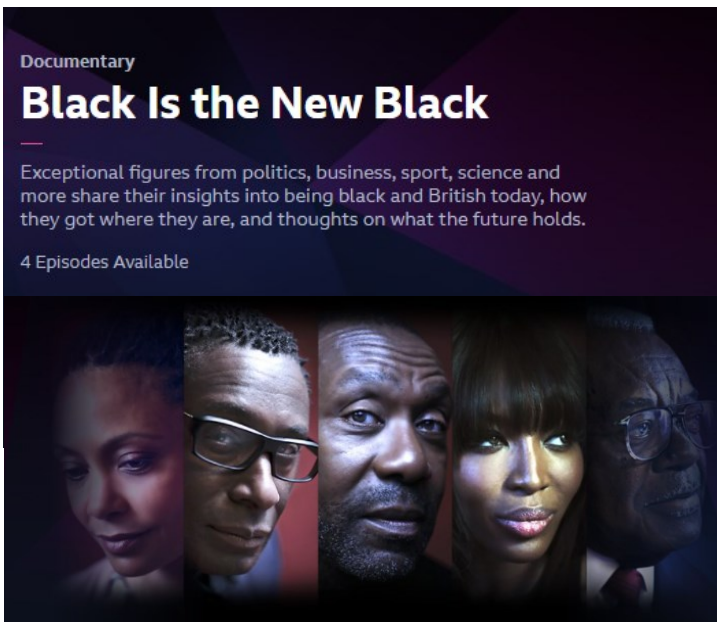 Documentary
Black Is the New Black
Exceptional figures from politics, business, sport, science and
more share their insights into being black and British today, how
they got where they are, and thoughts on what the future holds.
4 Episodes Available